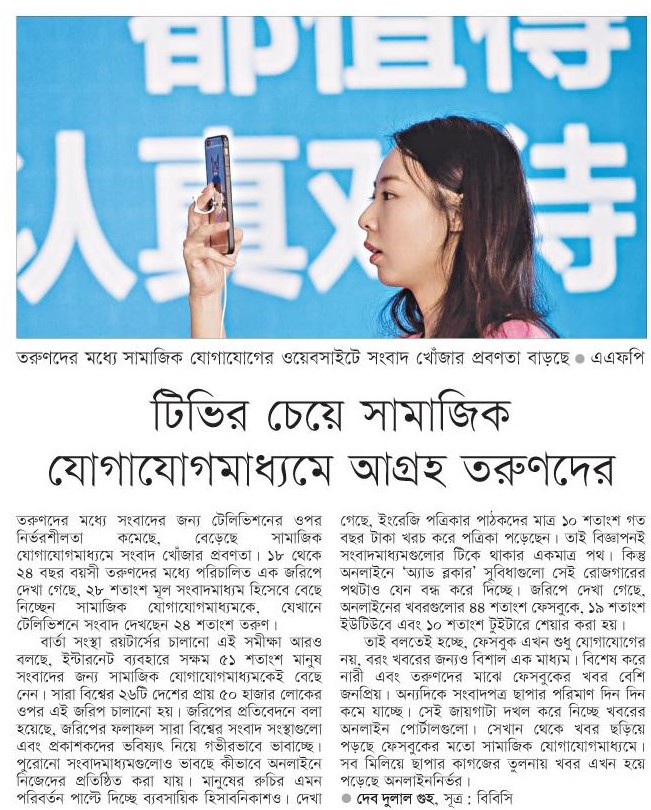 都值得
认真对待
তরুণদের মধ্যে সামাজিক যোগাযোগের ওয়েবসাইটে সংবাদ খোঁজার প্রবণতা বাড়ছে ● এএফপি
টিভির চেয়ে সামাজিক
যোগাযোগমাধ্যমে আগ্রহ তরুণদের
তরুণদের মধ্যে সংবাদের জন্য টেলিভিশনের ওপর
নির্ভরশীলতা কমেছে, বেড়েছে সামাজিক
যোগাযোগমাধ্যমে সংবাদ খোঁজার প্রবণতা। ১৮ থেকে
২৪ বছর বয়সী তরুণদের মধ্যে পরিচালিত এক জরিপে
দেখা গেছে, ২৮ শতাংশ মূল সংবাদমাধ্যম হিসেবে বেছে
নিচ্ছেন সামাজিক যোগাযোগমাধ্যমকে, যেখানে
টেলিভিশনে সংবাদ দেখছেন ২৪ শতাংশ তরুণ।
বার্তা সংস্থা রয়টার্সের চালানো এই সমীক্ষা আরও
বলছে, ইন্টারনেট ব্যবহারে সক্ষম ৫১ শতাংশ মানুষ
সংবাদের জন্য সামাজিক যোগাযোগমাধ্যমকেই বেছে
নেন। সারা বিশ্বের ২৬টি দেশের প্রায় ৫০ হাজার লোকের
ওপর এই জরিপ চালানো হয়। জরিপের প্রতিবেদনে বলা
হয়েছে, জরিপের ফলাফল সারা বিশ্বের সংবাদ সংস্থাগুলো
এবং প্রকাশকদের ভবিষ্যৎ নিয়ে গভীরভাবে ভাবাচ্ছে।
পুরোনো সংবাদমাধ্যমগুলোও ভাবছে কীভাবে অনলাইনে
নিজেদের প্রতিষ্ঠিত করা যায়। মানুষের রুচির এমন
পরিবর্তন পাল্টে দিচ্ছে ব্যবসায়িক হিসাবনিকাশও। দেখা
গেছে, ইংরেজি পত্রিকার পাঠকদের মাত্র ১০ শতাংশ গত
বছর টাকা খরচ করে পত্রিকা পড়েছেন। তাই বিজ্ঞাপনই
সংবাদমাধ্যমগুলোর টিকে থাকার একমাত্র পথ। কিন্তু
অনলাইনে ‘অ্যাড ব্লকার’ সুবিধাগুলো সেই রোজগারের
পথটাও যেন বন্ধ করে দিচ্ছে। জরিপে দেখা গেছে,
অনলাইনের খবরগুলোর ৪৪ শতাংশ ফেসবুকে, ১৯ শতাংশ
ইউটিউবে এবং ১০ শতাংশ টুইটারে শেয়ার করা হয়।
তাই বলতেই হচ্ছে, ফেসবুক এখন শুধু যোগাযোগের
নয়, বরং খবরের জন্যও বিশাল এক মাধ্যম। বিশেষ করে
নারী এবং তরুণদের মাঝে ফেসবুকের খবর বেশি
জনপ্রিয়। অন্যদিকে সংবাদপত্র ছাপার পরিমাণ দিন দিন
কমে যাচ্ছে। সেই জায়গাটা দখল করে নিচ্ছে খবরের
অনলাইন পোর্টালগুলো। সেখান থেকে খবর ছড়িয়ে
পড়ছে ফেসবুকের মতো সামাজিক যোগাযোগমাধ্যমে।
সব মিলিয়ে ছাপার কাগজের তুলনায় খবর এখন হয়ে
পড়েছে অনলাইননির্ভর।
● দেব দুলাল গুহ, সূত্র : বিবিসি